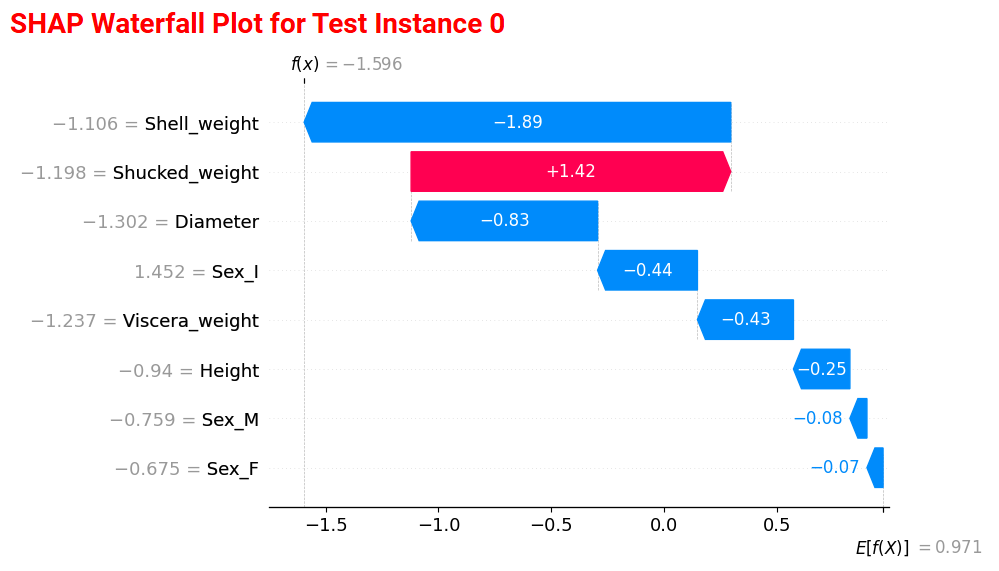 SHAP Waterfall Plot for Test Instance 0
f(x) = −1.596
−1.106 = Shell_weight −1.89
−1.198 = Shucked_weight +1.42
−1.302 = Diameter −0.83
1.452 = Sex_I −0.44
−1.237 = Viscera_weight −0.43
−0.94 = Height −0.25
−0.759 = Sex_M −0.08
−0.675 = Sex_F −0.07
−1.5 −1.0 −0.5 0.0 0.5
E[f(X)] = 0.971